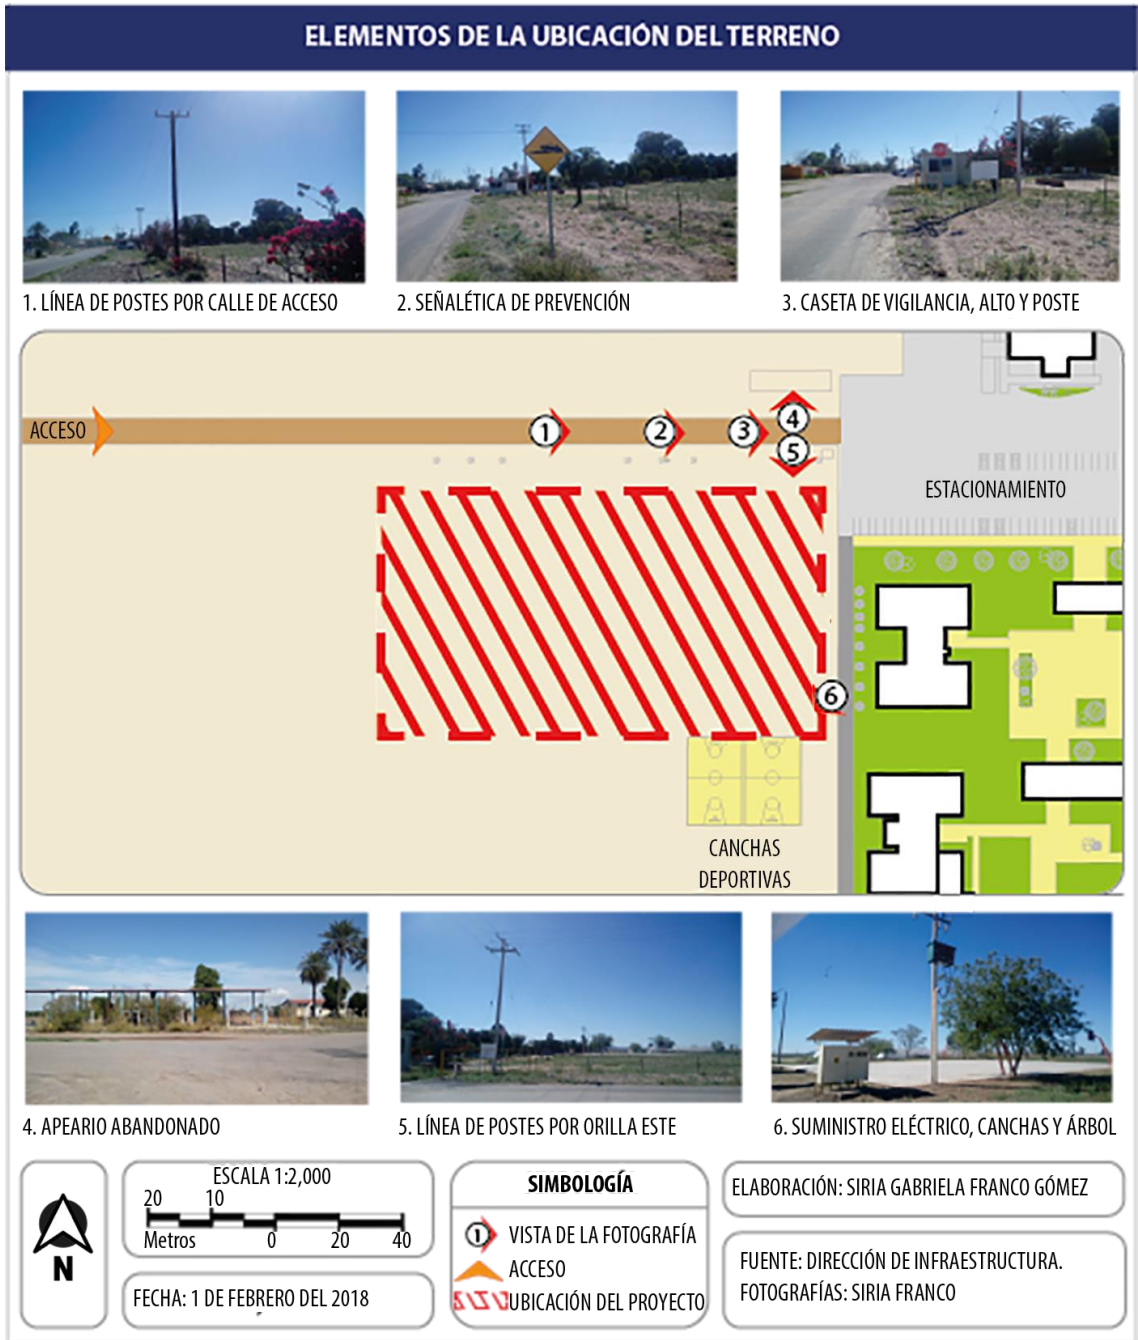 ELEMENTOS DE LA UBICACIÓN DEL TERRENO
1. LÍNEA DE POSTES POR CALLE DE ACCESO
2. SEÑALÉTICA DE PREVENCIÓN
3. CASETA DE VIGILANCIA, ALTO Y POSTE
ACCESO
1
2
3
4
5
ESTACIONAMIENTO
6
CANCHAS
DEPORTIVAS
4. APEARIO ABANDONADO
5. LÍNEA DE POSTES POR ORILLA ESTE
6. SUMINISTRO ELÉCTRICO, CANCHAS Y ÁRBOL
N
ESCALA 1:2,000
20 10
Metros 0 20 40
FECHA: 1 DE FEBRERO DEL 2018
SIMBOLOGÍA
1 VISTA DE LA FOTOGRAFÍA
ACCESO
UBICACIÓN DEL PROYECTO
ELABORACIÓN: SIRIA GABRIELA FRANCO GÓMEZ
FUENTE: DIRECCIÓN DE INFRAESTRUCTURA.
FOTOGRAFÍAS: SIRIA FRANCO